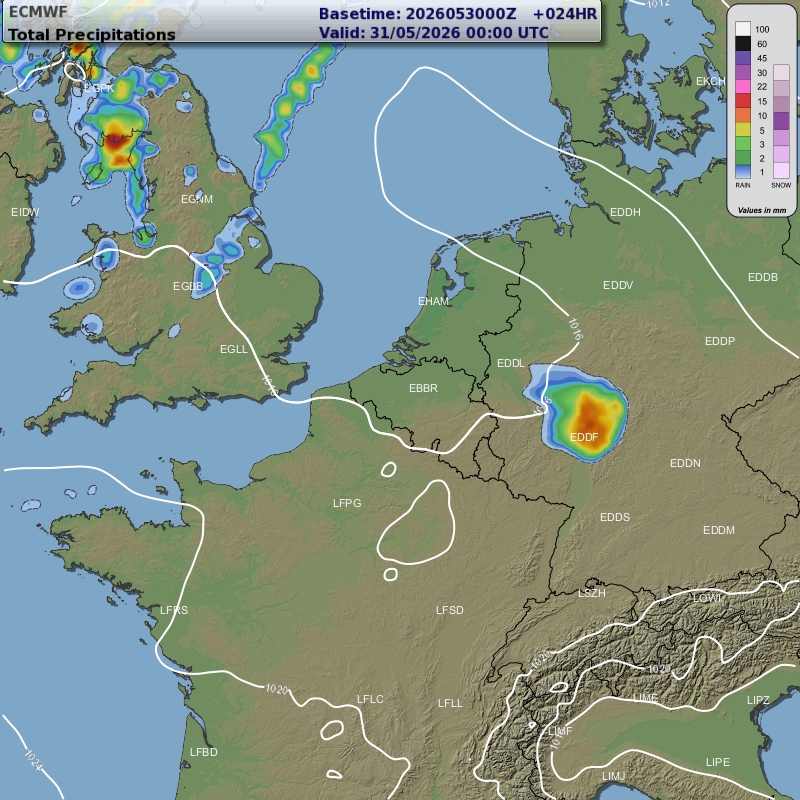 ECMWF
Basetime: 2026053000Z +024HR
Total Precipitations
Valid: 31/05/2026 00:00 UTC
1012
100
60
45
30
22
15
10
5
3
2
1
RAIN
SNOW
Values in mm
EGPK
EKCH
EGNM
EIDW
EDDH
EDDB
EGBB
EDDV
EHAM
1016
EDDP
EGLL
EDDL
EBBR
EDDF
EDDN
LFPG
EDDS
EDDM
LSZH
LOWI
LFRS
LFSD
1020
1020
1020
LFLC
LFLL
LIME
LIPZ
LIMF
LFBD
1024
LIPE
LIMJ